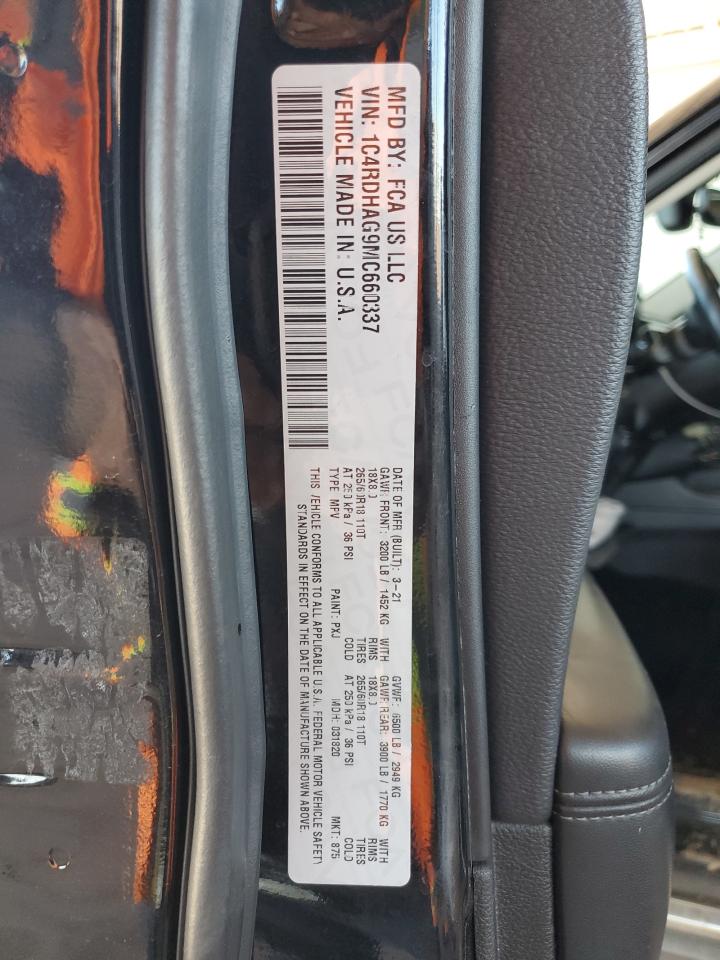 MFD BY: FCA US LLC
VIN: 1C4RDHAG9MC660337
VEHICLE MADE IN: U.S.A.
DATE OF MFR (BUILT): 3-21 GVWR: 6500 LB / 2949 KG
GAWR FRONT: 3200 LB / 1452 KG WITH GAWR REAR: 3900 LB / 1770 KG WITH
18X8.0 RIMS 18X8.0 RIMS
265/60R18 110T TIRES 265/60R18 110T TIRES
AT 250 kPa / 36 PSI COLD AT 250 kPa / 36 PSI COLD
TYPE MPV PAINT: PXJ MDH: 031820 MKT: 875
THIS VEHICLE CONFORMS TO ALL APPLICABLE U.S.A. FEDERAL MOTOR VEHICLE SAFETY
STANDARDS IN EFFECT ON THE DATE OF MANUFACTURE SHOWN ABOVE.